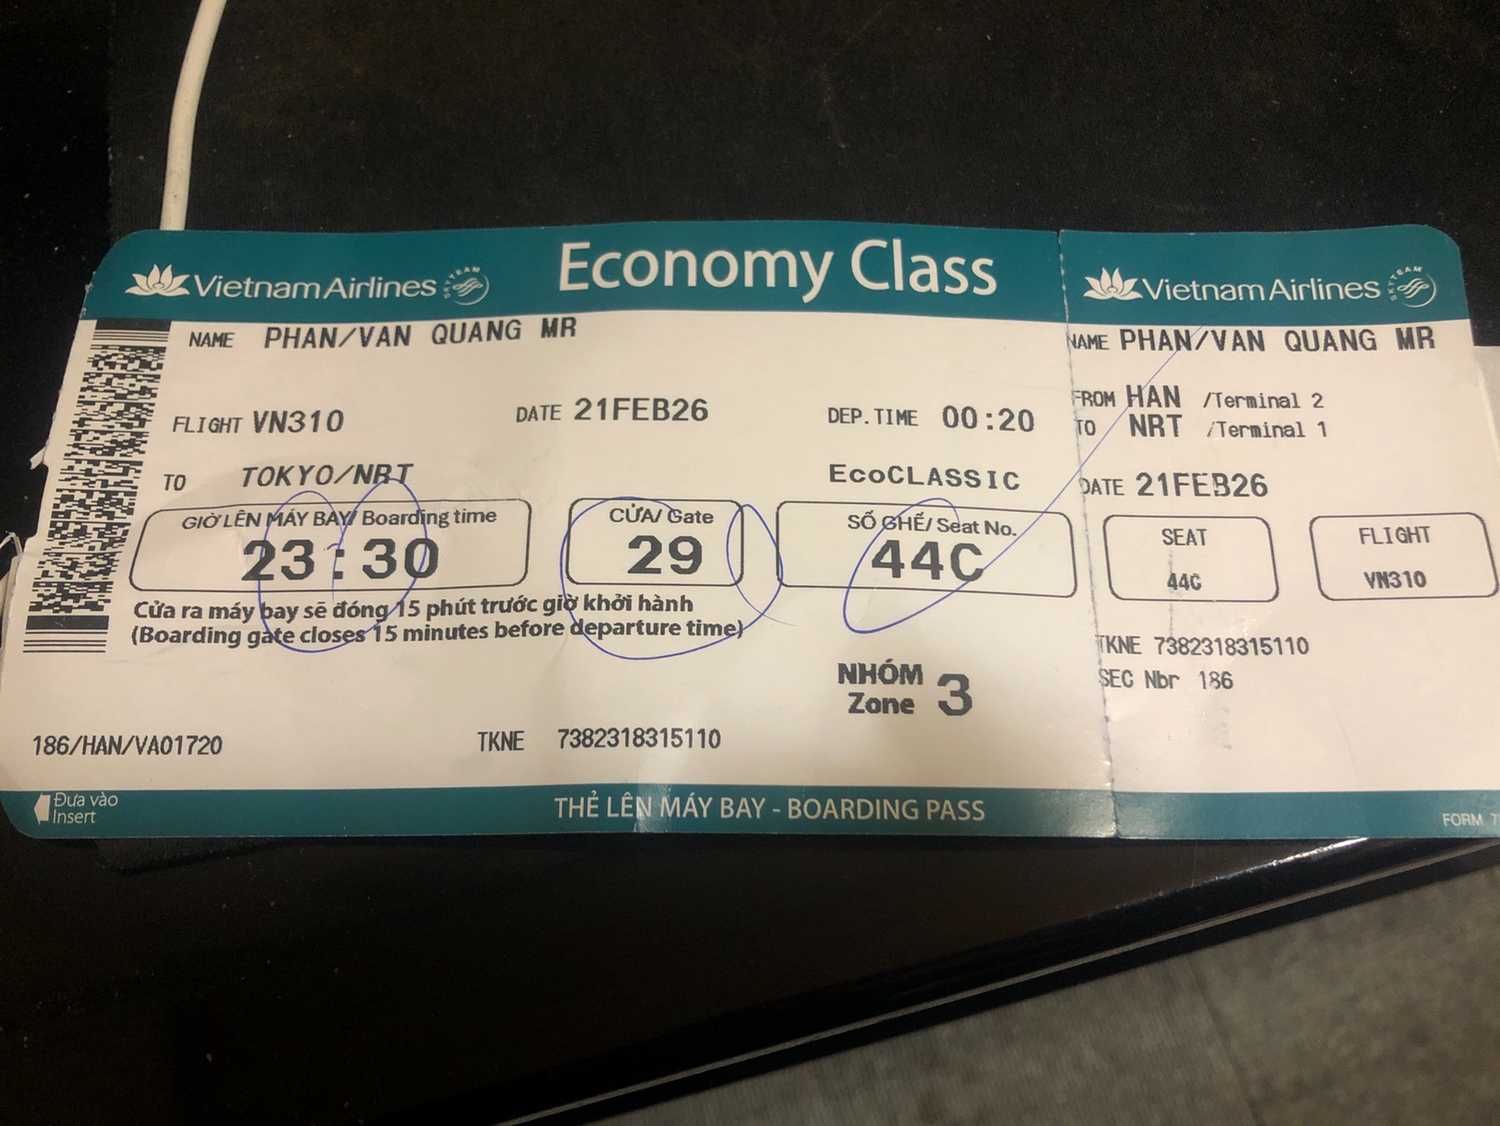 VietnamAirlines SKYTEAM Economy Class
NAME PHAN/VAN QUANG MR
FLIGHT VN310 DATE 21FEB26 DEP.TIME 00:20
TO TOKYO/NRT EcoCLASSIC
GIỜ LÊN MÁY BAY/ Boarding time
23:30
CỬA/ Gate
29
SỐ GHẾ/ Seat No.
44C
Cửa ra máy bay sẽ đóng 15 phút trước giờ khởi hành
(Boarding gate closes 15 minutes before departure time)
NHÓM
Zone 3
186/HAN/VA01720 TKNE 7382318315110
Đưa vào
Insert
THẺ LÊN MÁY BAY - BOARDING PASS
VietnamAirlines SKYTEAM
NAME PHAN/VAN QUANG MR
FROM HAN /Terminal 2
TO NRT /Terminal 1
DATE 21FEB26
SEAT
44C
FLIGHT
VN310
TKNE 7382318315110
SEC Nbr 186
FORM